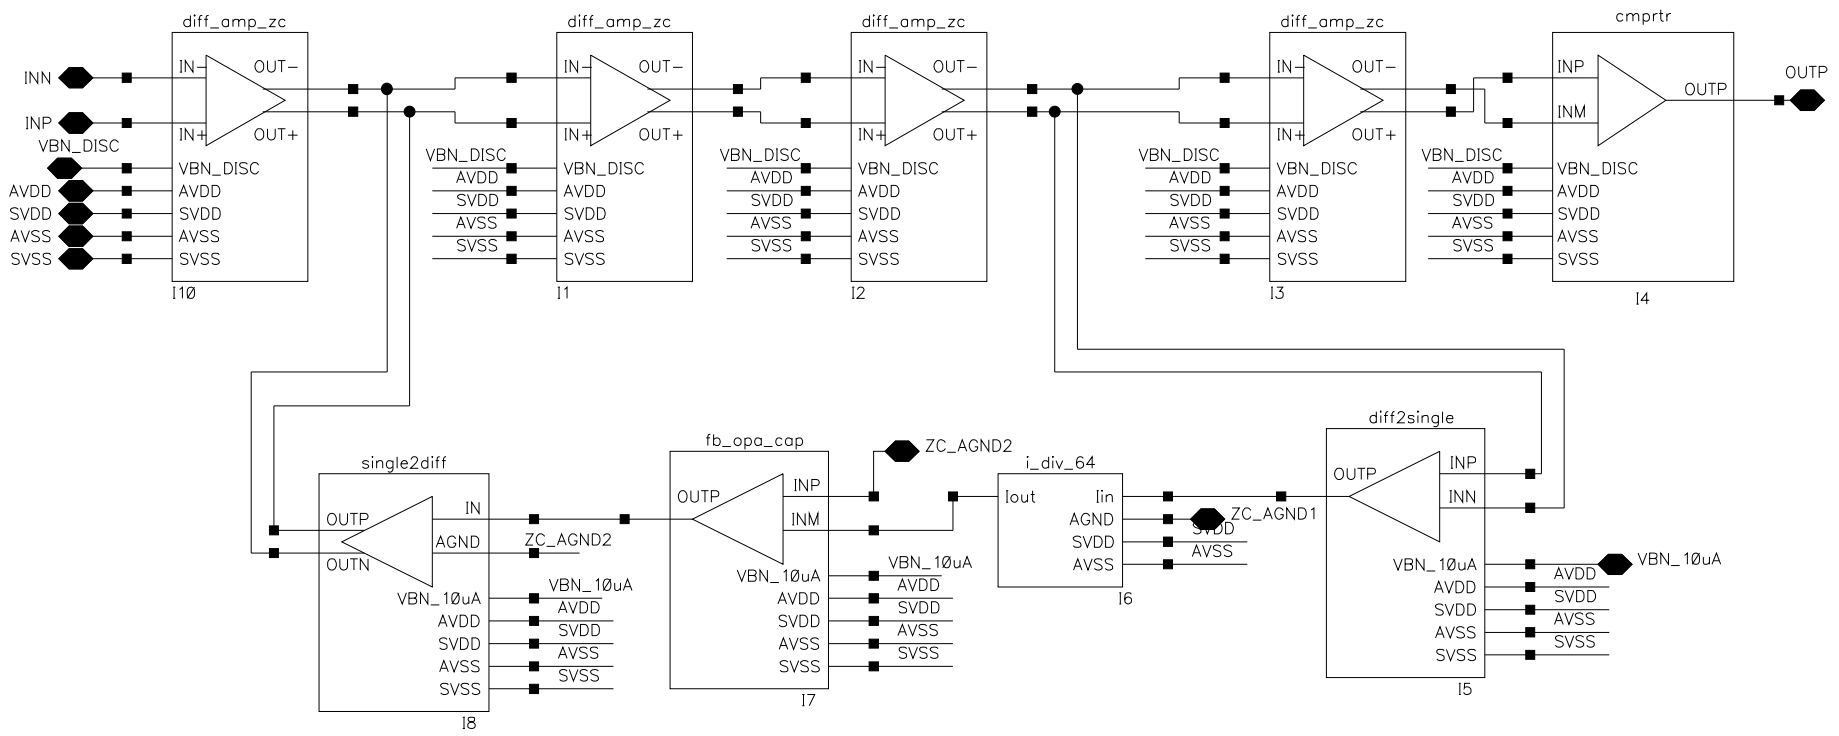 diff_amp_zc
diff_amp_zc
diff_amp_zc
diff_amp_zc
cmprtr
INN
IN-
OUT-
INP
IN+
OUT+
VBN_DISC
VBN_DISC
AVDD
AVDD
SVDD
SVDD
AVSS
AVSS
SVSS
SVSS
I10
IN-
OUT-
IN+
OUT+
VBN_DISC
VBN_DISC
AVDD
AVDD
SVDD
SVDD
AVSS
AVSS
SVSS
SVSS
I1
IN-
OUT-
IN+
OUT+
VBN_DISC
VBN_DISC
AVDD
AVDD
SVDD
SVDD
AVSS
AVSS
SVSS
SVSS
I2
IN-
OUT-
IN+
OUT+
VBN_DISC
VBN_DISC
AVDD
AVDD
SVDD
SVDD
AVSS
AVSS
SVSS
SVSS
I3
INP
INM
OUTP
OUTP
VBN_DISC
VBN_DISC
AVDD
AVDD
SVDD
SVDD
AVSS
AVSS
SVSS
SVSS
I4
single2diff
OUTP
OUTN
IN
AGND
ZC_AGND2
VBN_10uA
VBN_10uA
AVDD
AVDD
SVDD
SVDD
AVSS
AVSS
SVSS
SVSS
I8
fb_opa_cap
OUTP
INP
INM
ZC_AGND2
VBN_10uA
VBN_10uA
AVDD
AVDD
SVDD
SVDD
AVSS
AVSS
SVSS
SVSS
I7
i_div_64
Iout
Iin
AGND
ZC_AGND1
SVDD
SVDD
AVSS
AVSS
I6
diff2single
OUTP
INP
INN
VBN_10uA
VBN_10uA
AVDD
AVDD
SVDD
SVDD
AVSS
AVSS
SVSS
SVSS
I5